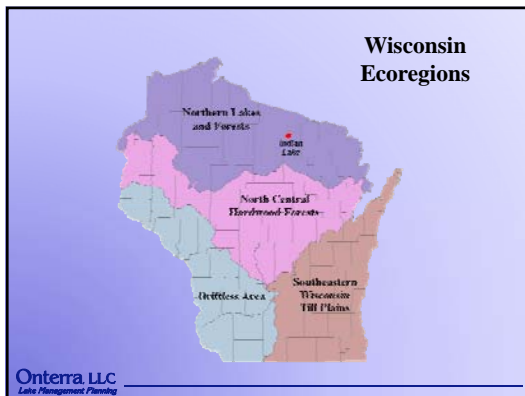 Wisconsin
Ecoregions
Northern Lakes
and Forests
Indian
Lake
North Central
Hardwood Forests
Driftless Area
Southeastern
Wisconsin
Till Plains
Onterra, LLC
Lake Management Planning